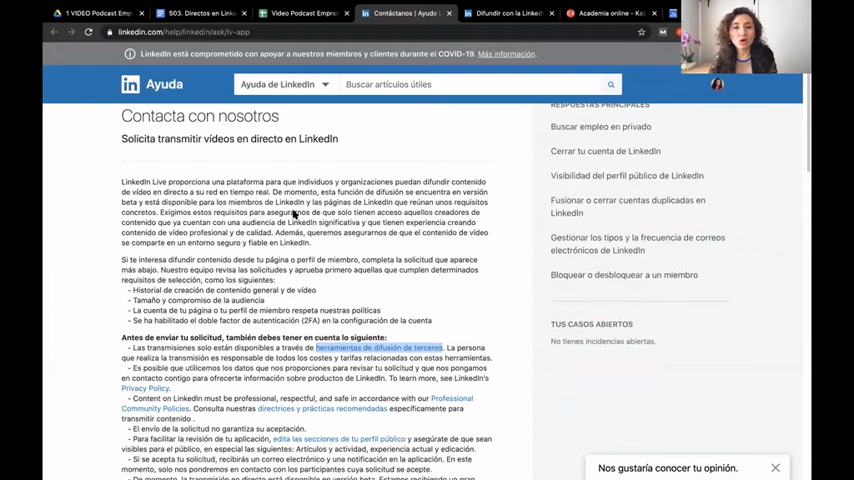 1 VIDEO Podcast Empr
503. Directos en Linke
Video Podcast Empren
Contáctanos | Ayuda L
Difundir con la LinkedIn
Academia online - Kat
linkedin.com/help/linkedin/ask/lv-app
LinkedIn está comprometido con apoyar a nuestros miembros y clientes durante el COVID-19. Más información.
in Ayuda
Ayuda de LinkedIn
Buscar artículos útiles
Contacta con nosotros
Solicita transmitir vídeos en directo en LinkedIn
LinkedIn Live proporciona una plataforma para que individuos y organizaciones puedan difundir contenido
de vídeo en directo a su red en tiempo real. De momento, esta función de difusión se encuentra en versión
beta y está disponible para los miembros de LinkedIn y las páginas de LinkedIn que reúnan unos requisitos
concretos. Exigimos estos requisitos para asegurarnos de que solo tienen acceso aquellos creadores de
contenido que ya cuentan con una audiencia de LinkedIn significativa y que tienen experiencia creando
contenido de vídeo profesional y de calidad. Además, queremos asegurarnos de que el contenido de vídeo
se comparte en un entorno seguro y fiable en LinkedIn.
Si te interesa difundir contenido desde tu página o perfil de miembro, completa la solicitud que aparece
más abajo. Nuestro equipo revisa las solicitudes y aprueba primero aquellas que cumplen determinados
requisitos de selección, como los siguientes:
- Historial de creación de contenido general y de vídeo
- Tamaño y compromiso de la audiencia
- La cuenta de tu página o tu perfil de miembro respeta nuestras políticas
- Se ha habilitado el doble factor de autenticación (2FA) en la configuración de la cuenta
Antes de enviar tu solicitud, también debes tener en cuenta lo siguiente:
- Las transmisiones solo están disponibles a través de herramientas de difusión de terceros. La persona
que realiza la transmisión es responsable de todos los costes y tarifas relacionadas con estas herramientas.
- Es posible que utilicemos los datos que nos proporciones para revisar tu solicitud y que nos pongamos
en contacto contigo para ofrecerte información sobre productos de LinkedIn. To learn more, see LinkedIn's
Privacy Policy.
- Content on LinkedIn must be professional, respectful, and safe in accordance with our Professional
Community Policies. Consulta nuestras directrices y prácticas recomendadas específicamente para
transmitir contenido .
- El envío de la solicitud no garantiza su aceptación.
- Para facilitar la revisión de tu aplicación, edita las secciones de tu perfil público y asegúrate de que sean
visibles para el público, en especial las siguientes: Artículos y actividad, experiencia actual y edicación.
- Si se acepta tu solicitud, recibirás un correo electrónico y una notificación en la aplicación. En este
momento, solo nos pondremos en contacto con los participantes cuya solicitud se acepte.
- De momento, la transmisión en directo está disponible en versión beta. Estamos recibiendo un gran
RESPUESTAS PRINCIPALES
Buscar empleo en privado
Cerrar tu cuenta de LinkedIn
Visibilidad del perfil público de LinkedIn
Fusionar o cerrar cuentas duplicadas en
LinkedIn
Gestionar los tipos y la frecuencia de correos
electrónicos de LinkedIn
Bloquear o desbloquear a un miembro
TUS CASOS ABIERTOS
No tienes incidencias abiertas.
Nos gustaría conocer tu opinión.